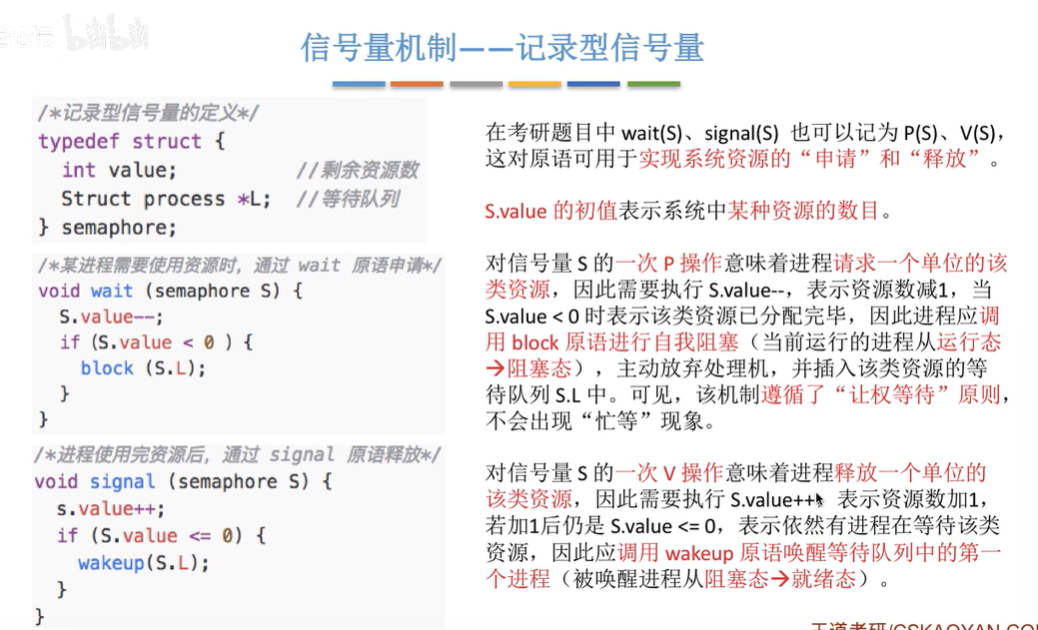 信号量机制——记录型信号量
/*记录型信号量的定义*/
typedef struct {
int value; //剩余资源数
Struct process *L; //等待队列
} semaphore;
/*某进程需要使用资源时，通过 wait 原语申请*/
void wait (semaphore S) {
S.value--;
if (S.value < 0 ) {
block (S.L);
}
}
/*进程使用完资源后，通过 signal 原语释放*/
void signal (semaphore S) {
s.value++;
if (S.value <= 0) {
wakeup(S.L);
}
}
在考研题目中 wait(S)、signal(S) 也可以记为 P(S)、V(S)，
这对原语可用于实现系统资源的“申请”和“释放”。
S.value 的初值表示系统中某种资源的数目。
对信号量 S 的一次 P 操作意味着进程请求一个单位的该
类资源，因此需要执行 S.value--，表示资源数减1，当
S.value < 0 时表示该类资源已分配完毕，因此进程应调
用 block 原语进行自我阻塞（当前运行的进程从运行态
→阻塞态），主动放弃处理机，并插入该类资源的等
待队列 S.L 中。可见，该机制遵循了“让权等待”原则，
不会出现“忙等”现象。
对信号量 S 的一次 V 操作意味着进程释放一个单位的
该类资源，因此需要执行 S.value++ 表示资源数加1，
若加1后仍是 S.value <= 0，表示依然有进程在等待该类
资源，因此应调用 wakeup 原语唤醒等待队列中的第一
个进程（被唤醒进程从阻塞态→就绪态）。
王道考研/CSKAOYAN.COM